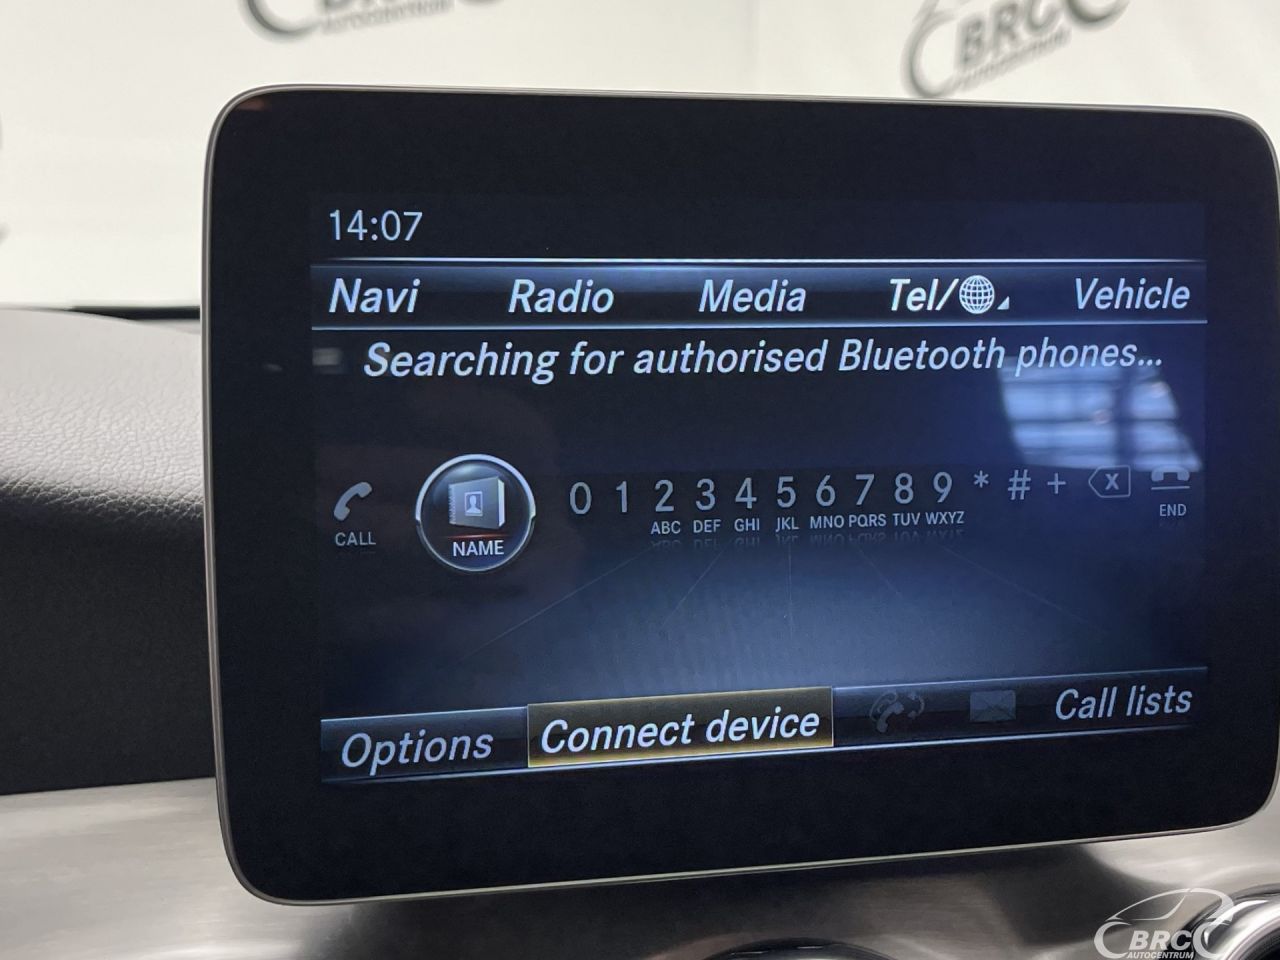 BRC
AUTOCENTRUM
14:07
Navi Radio Media Tel/ Vehicle
Searching for authorised Bluetooth phones...
0 1 2 3 4 5 6 7 8 9 * # +
ABC DEF GHI JKL MNO PQRS TUV WXYZ
CALL NAME END
Options Connect device Call lists
BRC
AUTOCENTRUM